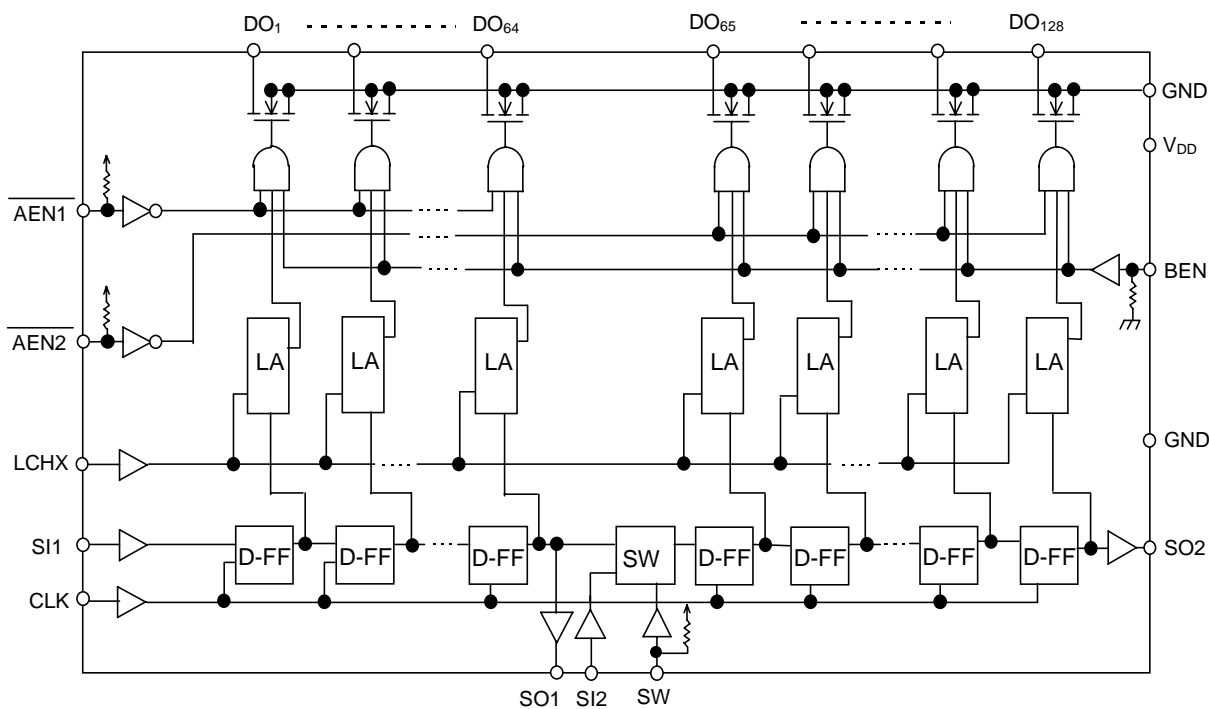 DO₁ DO₆₄ DO₆₅ DO₁₂₈
GND
V_DD
AEN1
BEN
AEN2
LA LA LA LA LA LA LA
GND
LCHX
SI1
D-FF D-FF D-FF SW D-FF D-FF D-FF D-FF
SO2
CLK
SO1 SI2 SW